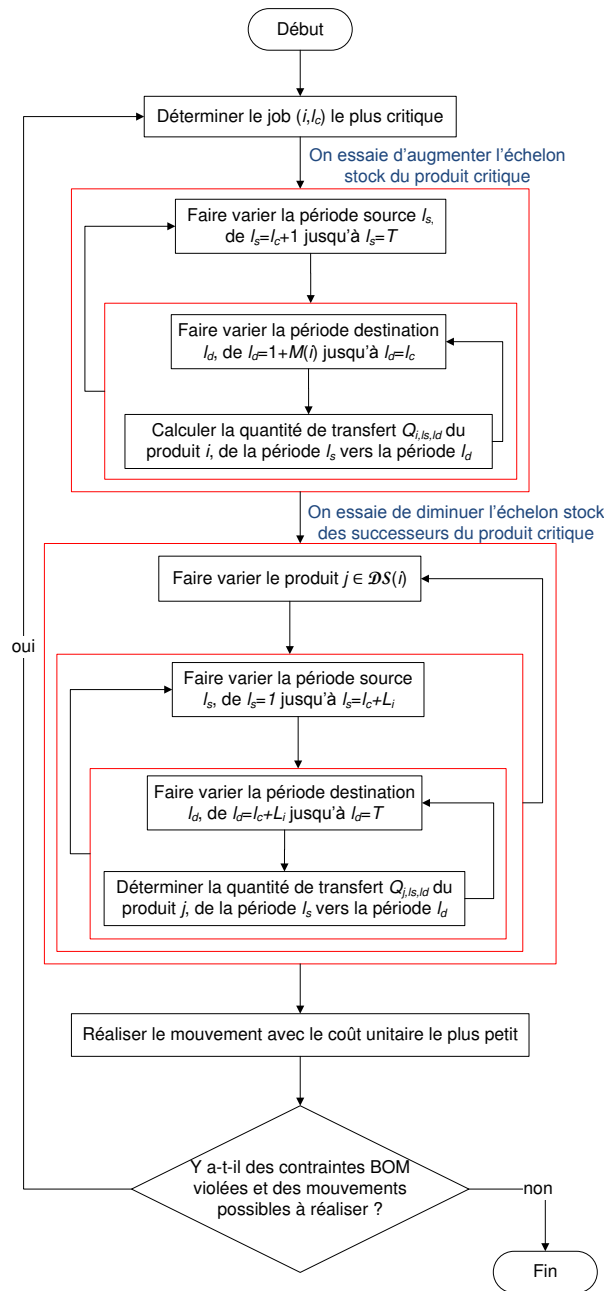 Début
Déterminer le job (i,lc) le plus critique
On essaie d'augmenter l'échelon
stock du produit critique
Faire varier la période source ls,
de ls=lc+1 jusqu'à ls=T
Faire varier la période destination
ld, de ld=1+M(i) jusqu'à ld=lc
Calculer la quantité de transfert Qi,ls,ld du
produit i, de la période ls vers la période ld
On essaie de diminuer l'échelon stock
des successeurs du produit critique
Faire varier le produit j ∈ DS(i)
oui
Faire varier la période source
ls, de ls=1 jusqu'à ls=lc+Li
Faire varier la période destination
ld, de ld=lc+Li jusqu'à ld=T
Déterminer la quantité de transfert Qj,ls,ld du
produit j, de la période ls vers la période ld
Réaliser le mouvement avec le coût unitaire le plus petit
Y a-t-il des contraintes BOM
violées et des mouvements
possibles à réaliser ?
non
Fin